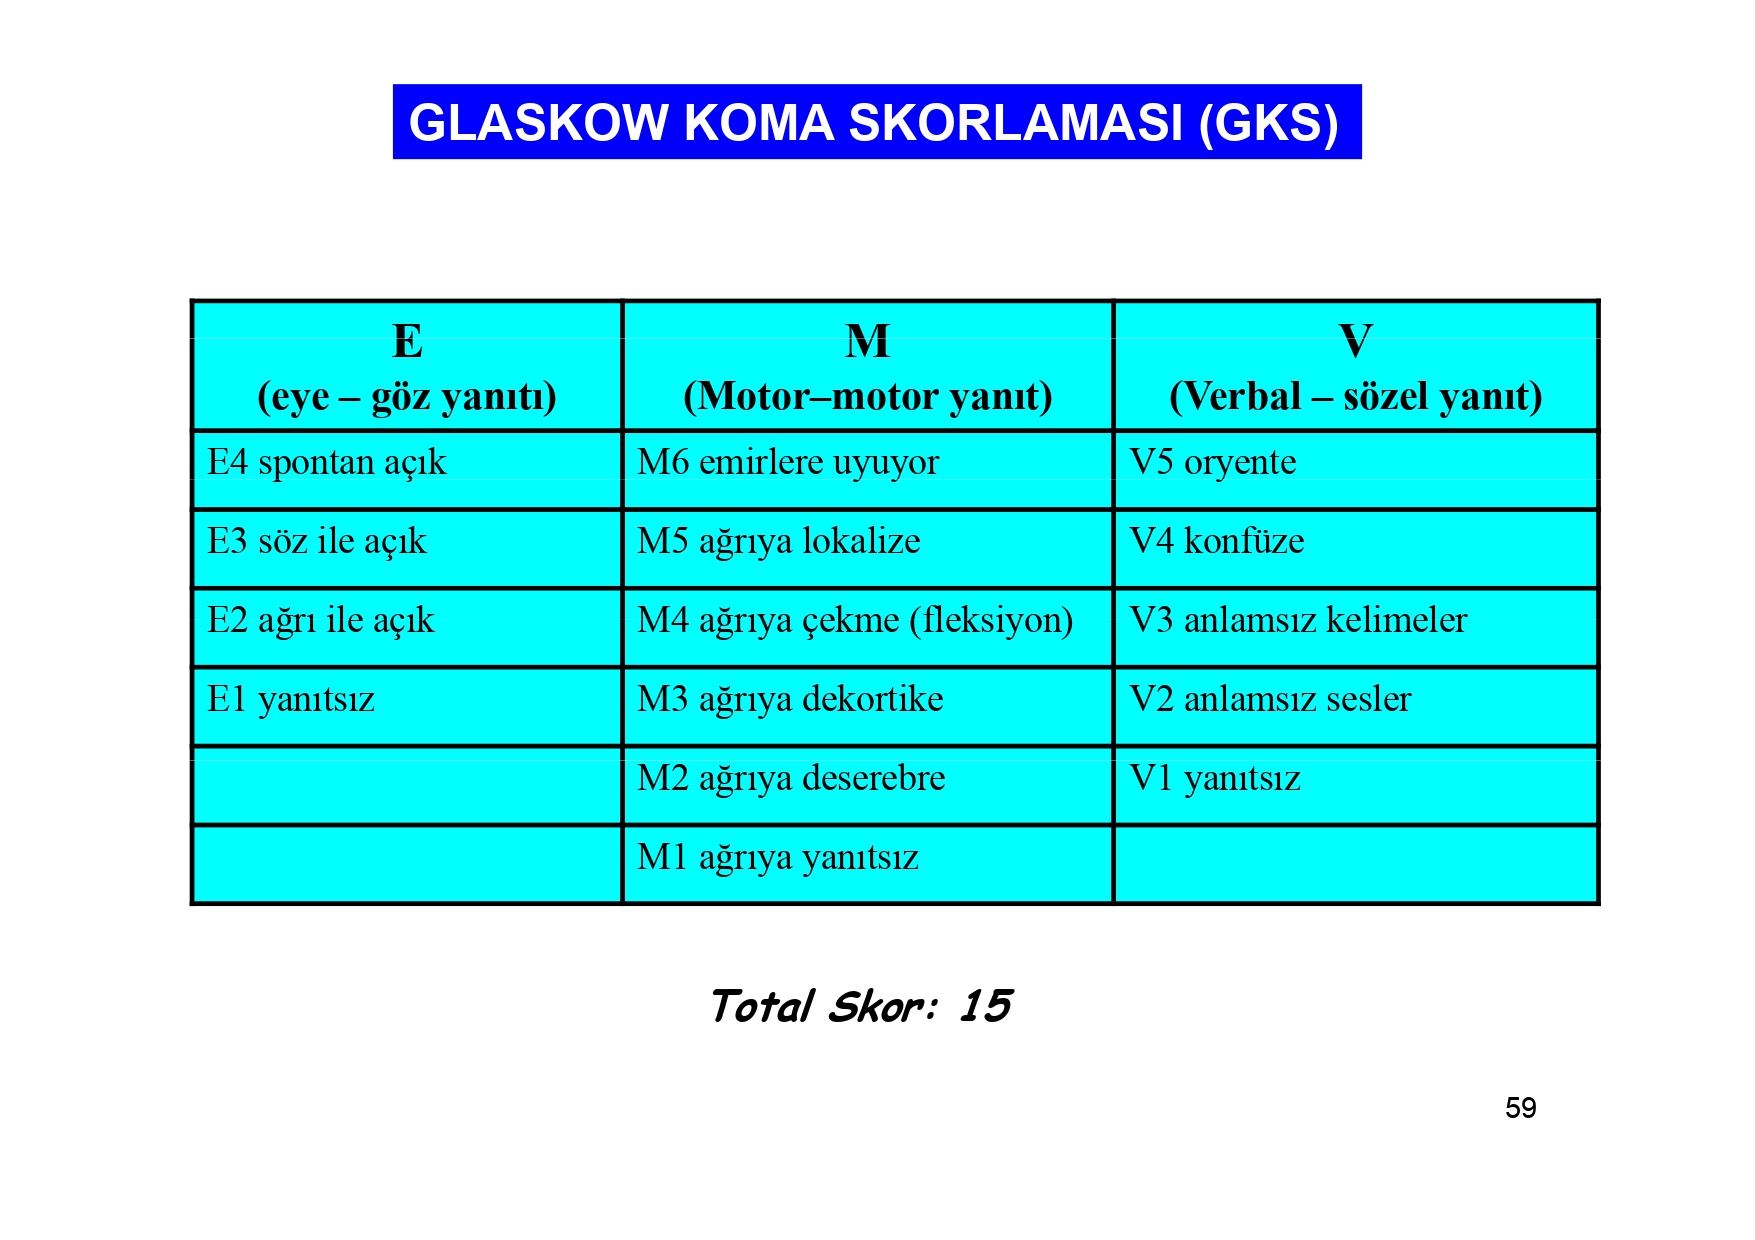 GLASKOW KOMA SKORLAMASI (GKS)
E
(eye – göz yanıtı)
M
(Motor–motor yanıt)
V
(Verbal – sözel yanıt)
E4 spontan açık
M6 emirlere uyuyor
V5 oryente
E3 söz ile açık
M5 ağrıya lokalize
V4 konfüze
E2 ağrı ile açık
M4 ağrıya çekme (fleksiyon)
V3 anlamsız kelimeler
E1 yanıtsız
M3 ağrıya dekortike
V2 anlamsız sesler
M2 ağrıya deserebre
V1 yanıtsız
M1 ağrıya yanıtsız
Total Skor: 15
59